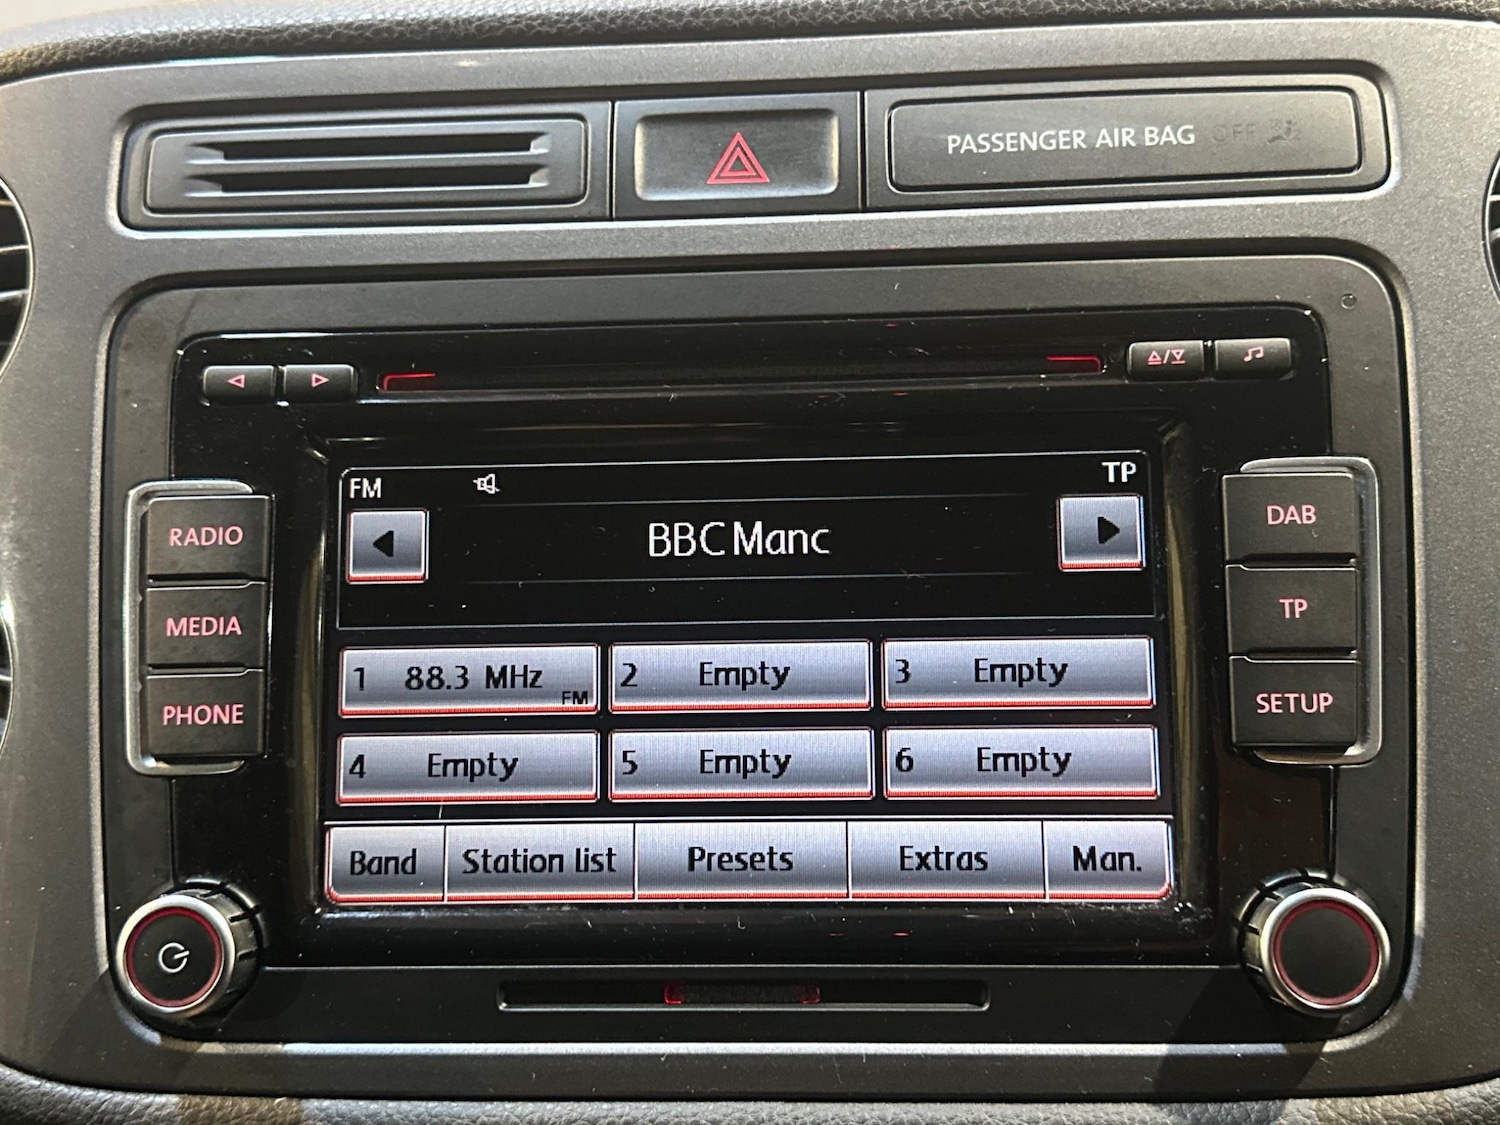 PASSENGER AIR BAG OFF
FM TP
BBC Manc
RADIO
MEDIA
PHONE
DAB
TP
SETUP
1 88.3 MHz FM
2 Empty
3 Empty
4 Empty
5 Empty
6 Empty
Band Station list Presets Extras Man.